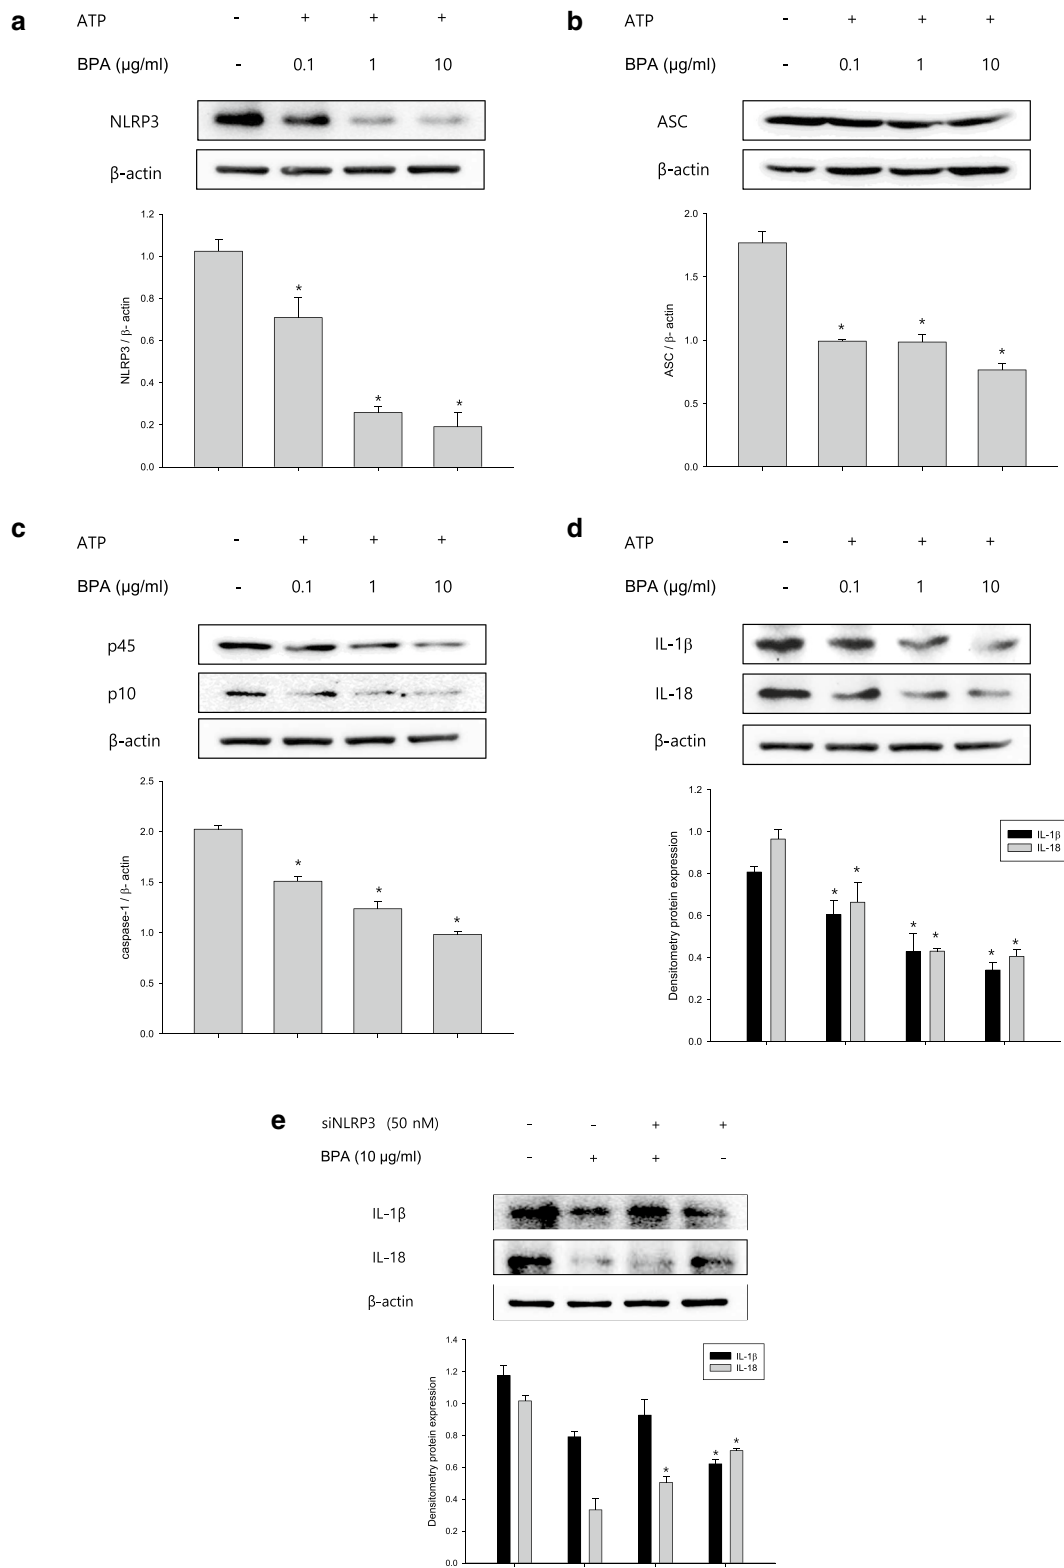 a
ATP - + + +
BPA (μg/ml) - 0.1 1 10
NLRP3
β-actin
1.2
1.0
0.8
0.6
0.4
0.2
0.0
NLRP3 / β- actin
* * *
b
ATP - + + +
BPA (μg/ml) - 0.1 1 10
ASC
β-actin
2.0
1.5
1.0
0.5
0.0
ASC / β- actin
* * *
c
ATP - + + +
BPA (μg/ml) - 0.1 1 10
p45
p10
β-actin
2.5
2.0
1.5
1.0
0.5
0.0
caspase-1 / β- actin
* * *
d
ATP - + + +
BPA (μg/ml) - 0.1 1 10
IL-1β
IL-18
β-actin
1.2
1.0
0.8
0.6
0.4
0.2
0.0
Densitometry protein expression
IL-1β
IL-18
* * * * * *
e
siNLRP3 (50 nM) - - + +
BPA (10 μg/ml) - + + -
IL-1β
IL-18
β-actin
1.4
1.2
1.0
0.8
0.6
0.4
0.2
0.0
Densitometry protein expression
IL-1β
IL-18
* * *